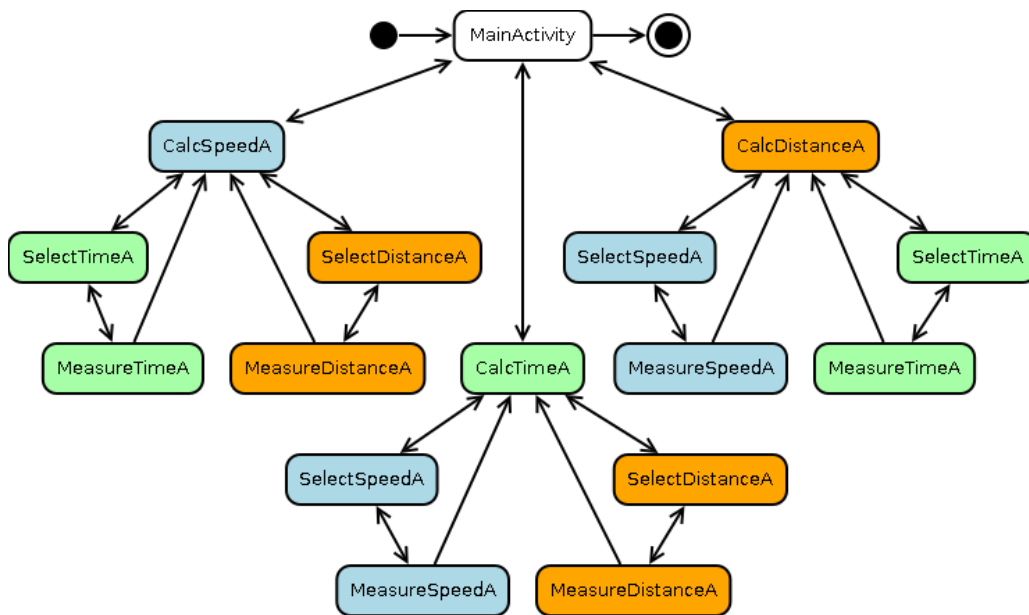 MainActivity
CalcSpeedA
CalcDistanceA
SelectTimeA
SelectDistanceA
SelectSpeedA
SelectTimeA
MeasureTimeA
MeasureDistanceA
CalcTimeA
MeasureSpeedA
MeasureTimeA
SelectSpeedA
SelectDistanceA
MeasureSpeedA
MeasureDistanceA